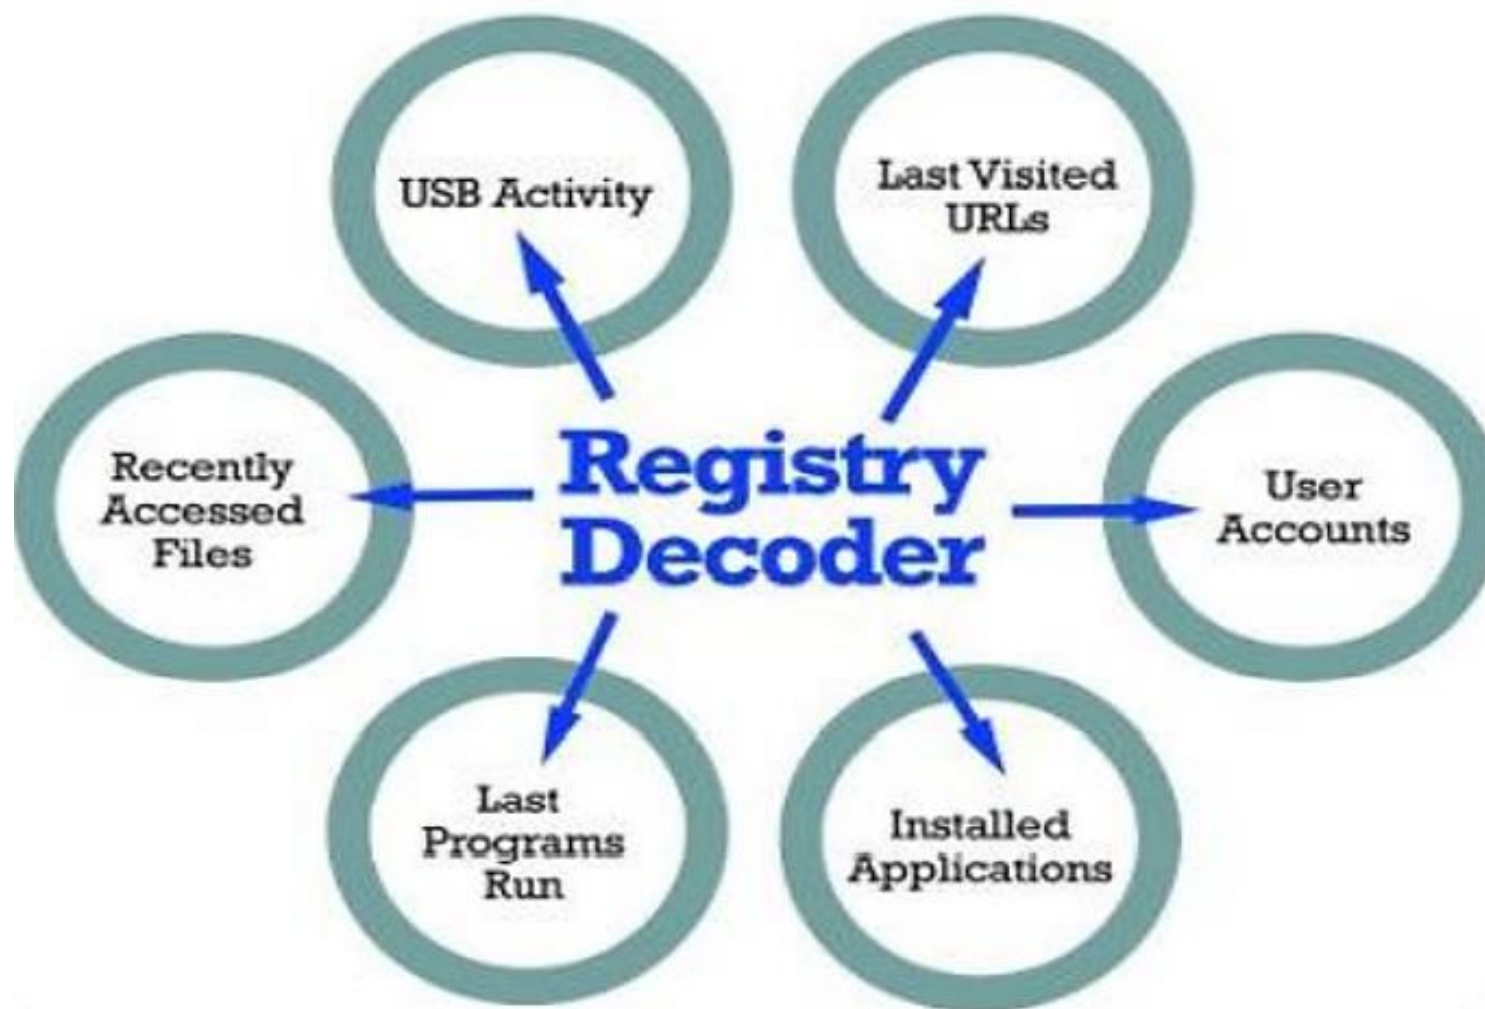 USB Activity
Last Visited
URLs
Recently
Accessed
Files
Registry
Decoder
User
Accounts
Last
Programs
Run
Installed
Applications